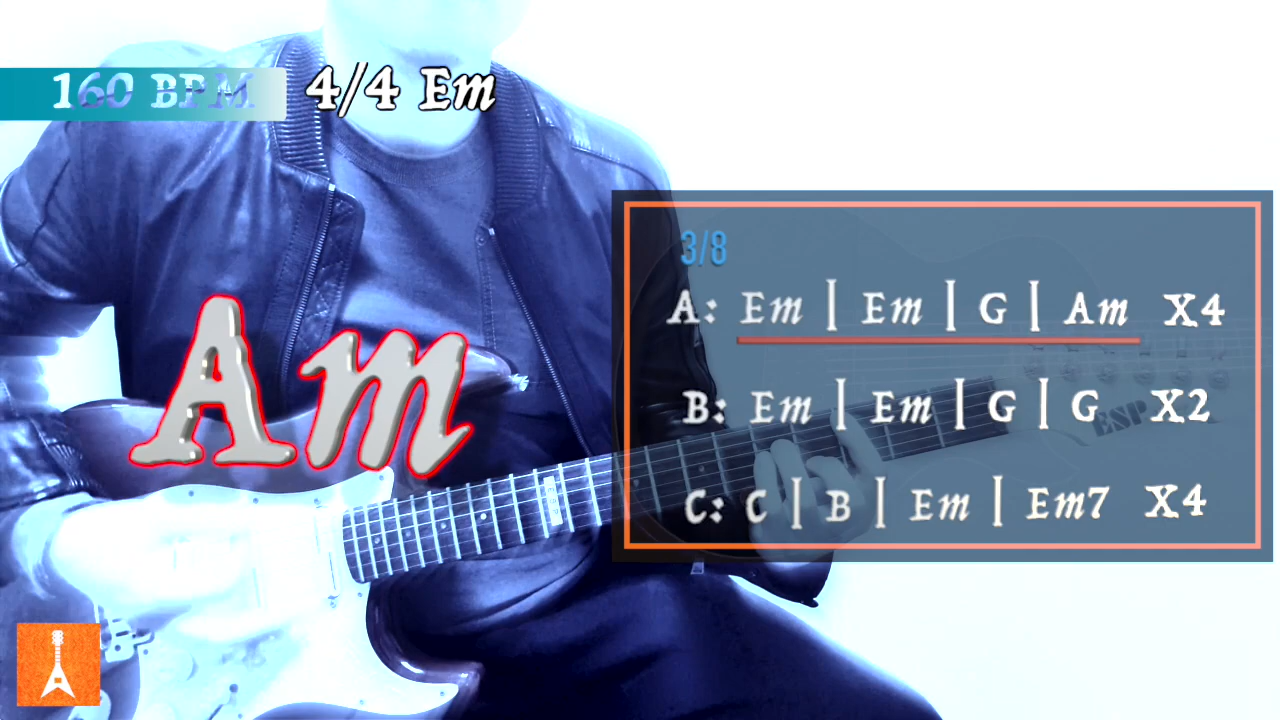 160 BPM 4/4 Em
3/8
A: Em | Em | G | Am X4
B: Em | Em | G | G X2
C: C | B | Em | Em7 X4
Am
ESP